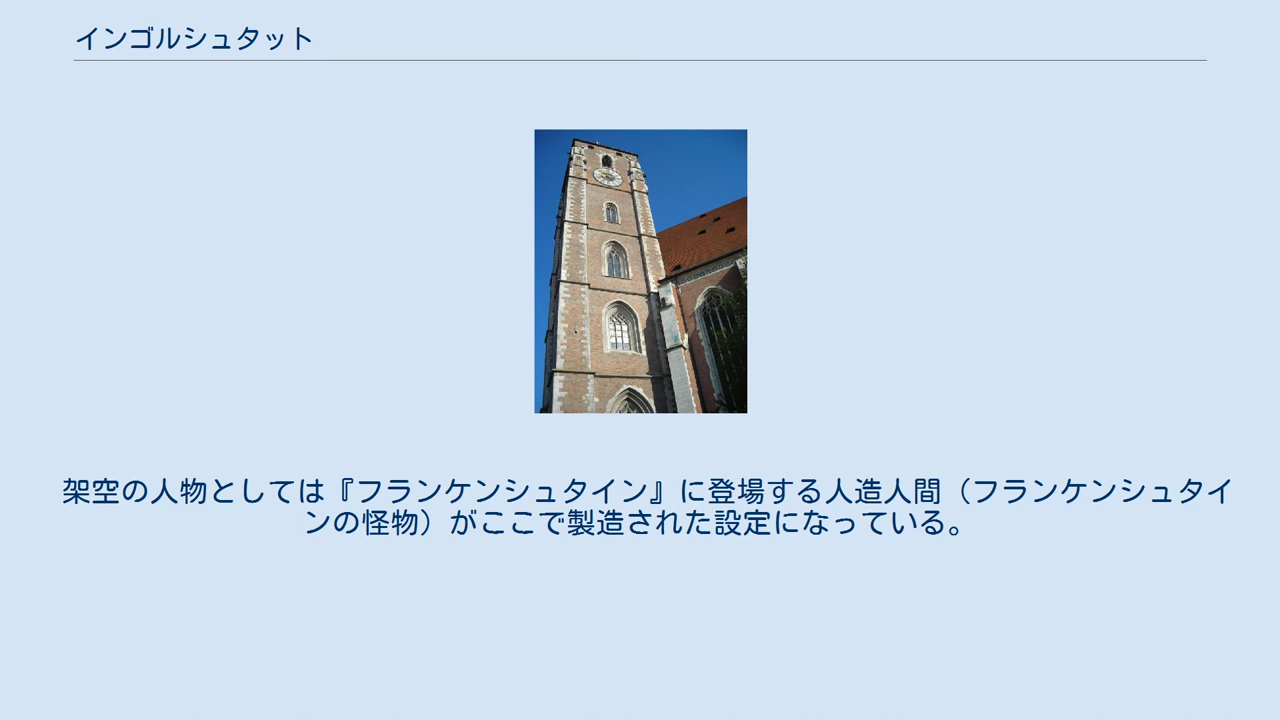 インゴルシュタット
架空の人物としては『フランケンシュタイン』に登場する人造人間（フランケンシュタイ
ンの怪物）がここで製造された設定になっている。